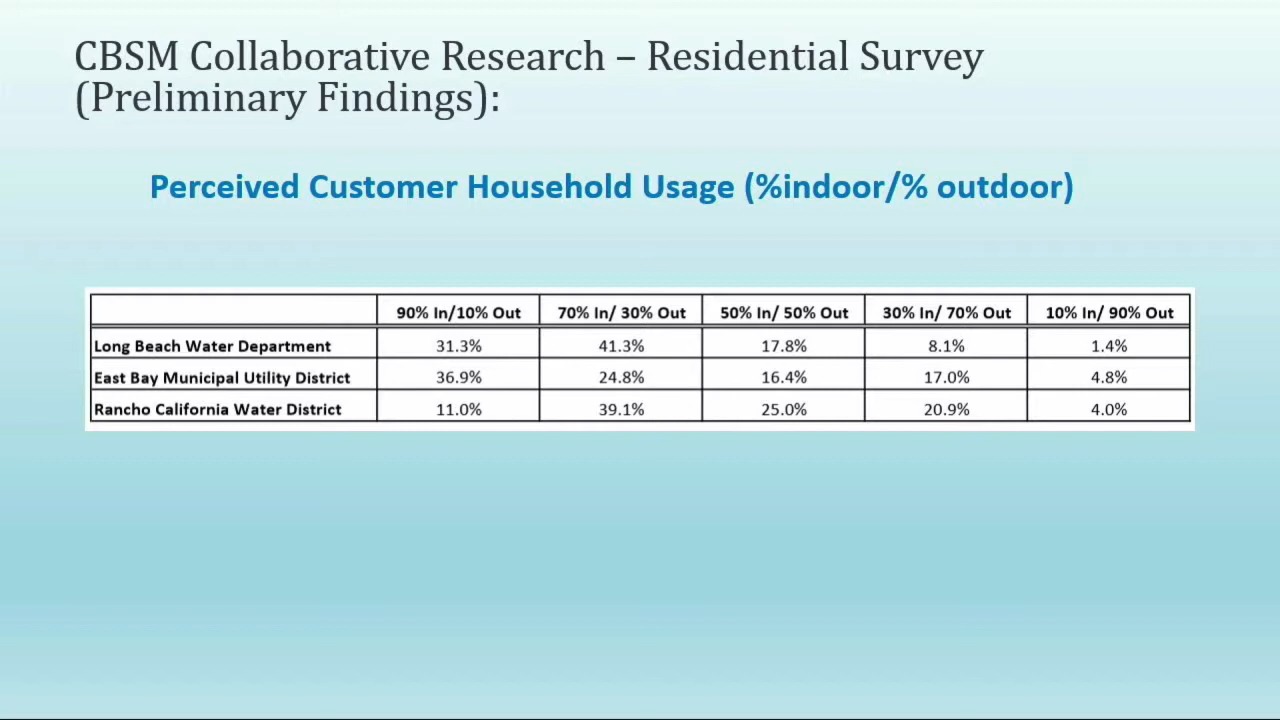 CBSM Collaborative Research – Residential Survey
(Preliminary Findings):
Perceived Customer Household Usage (%indoor/% outdoor)
90% In/10% Out 70% In/ 30% Out 50% In/ 50% Out 30% In/ 70% Out 10% In/ 90% Out
Long Beach Water Department 31.3% 41.3% 17.8% 8.1% 1.4%
East Bay Municipal Utility District 36.9% 24.8% 16.4% 17.0% 4.8%
Rancho California Water District 11.0% 39.1% 25.0% 20.9% 4.0%